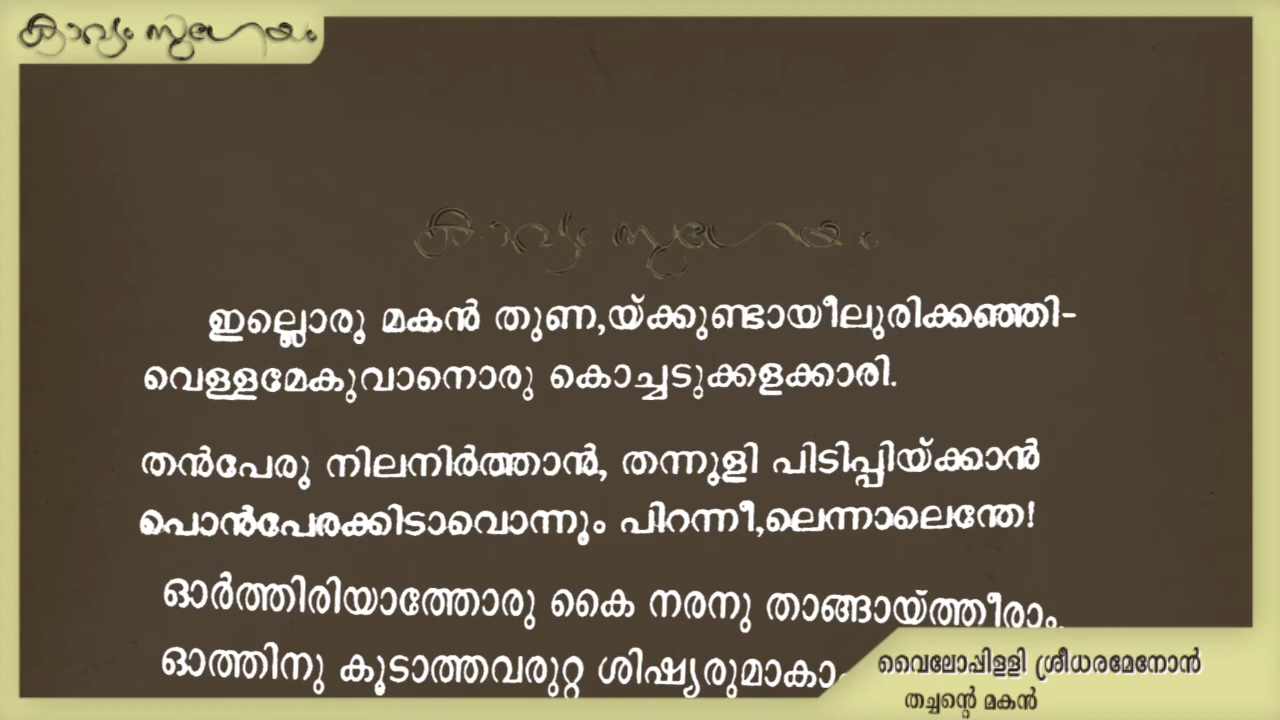 കാവ്യം സുഗേയം
കാവ്യം സുഗേയം
ഇല്ലൊരു മകൻ തുണ,യ്ക്കുണ്ടായീലുരിക്കഞ്ഞി-
വെള്ളമേകുവാനൊരു കൊച്ചടുക്കളക്കാരി.
തൻപേരു നിലനിർത്താൻ, തന്നുളി പിടിപ്പിയ്ക്കാൻ
പൊൻപേരക്കിടാവൊന്നും പിറന്നീ,ലെന്നാലെന്തേ!
ഓർത്തിരിയാത്തോരു കൈ നരനു താങ്ങായ്ത്തീരാം,
ഓത്തിനു കൂടാത്തവരുറ്റ ശിഷ്യരുമാകാം
വൈലോപ്പിള്ളി ശ്രീധരമേനോൻ
തച്ചന്റെ മകൻ